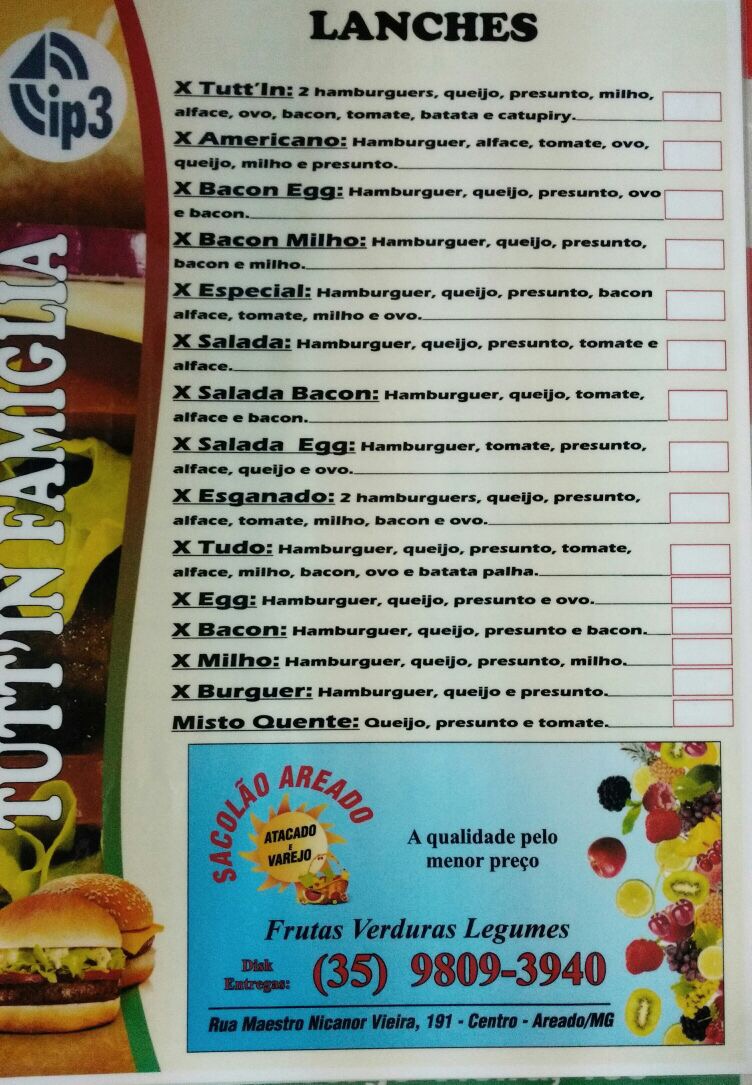 LANCHES
ip3
X Tutt'In: 2 hamburguers, queijo, presunto, milho,
alface, ovo, bacon, tomate, batata e catupiry.
X Americano: Hamburguer, alface, tomate, ovo,
queijo, milho e presunto.
X Bacon Egg: Hamburguer, queijo, presunto, ovo
e bacon.
X Bacon Milho: Hamburguer, queijo, presunto,
bacon e milho.
X Especial: Hamburguer, queijo, presunto, bacon
alface, tomate, milho e ovo.
X Salada: Hamburguer, queijo, presunto, tomate e
alface.
X Salada Bacon: Hamburguer, queijo, tomate,
alface e bacon.
X Salada Egg: Hamburguer, tomate, presunto,
alface, queijo e ovo.
X Esganado: 2 hamburguers, queijo, presunto,
alface, tomate, milho, bacon e ovo.
X Tudo: Hamburguer, queijo, presunto, tomate,
alface, milho, bacon, ovo e batata palha.
X Egg: Hamburguer, queijo, presunto e ovo.
X Bacon: Hamburguer, queijo, presunto e bacon.
X Milho: Hamburguer, queijo, presunto, milho.
X Burguer: Hamburguer, queijo e presunto.
Misto Quente: Queijo, presunto e tomate.
TUTT'IN FAMIGLIA
SACOLÃO AREADO
ATACADO
E
VAREJO
A qualidade pelo
menor preço
Frutas Verduras Legumes
Disk
Entregas:
(35) 9809-3940
Rua Maestro Nicanor Vieira, 191 - Centro - Areado/MG